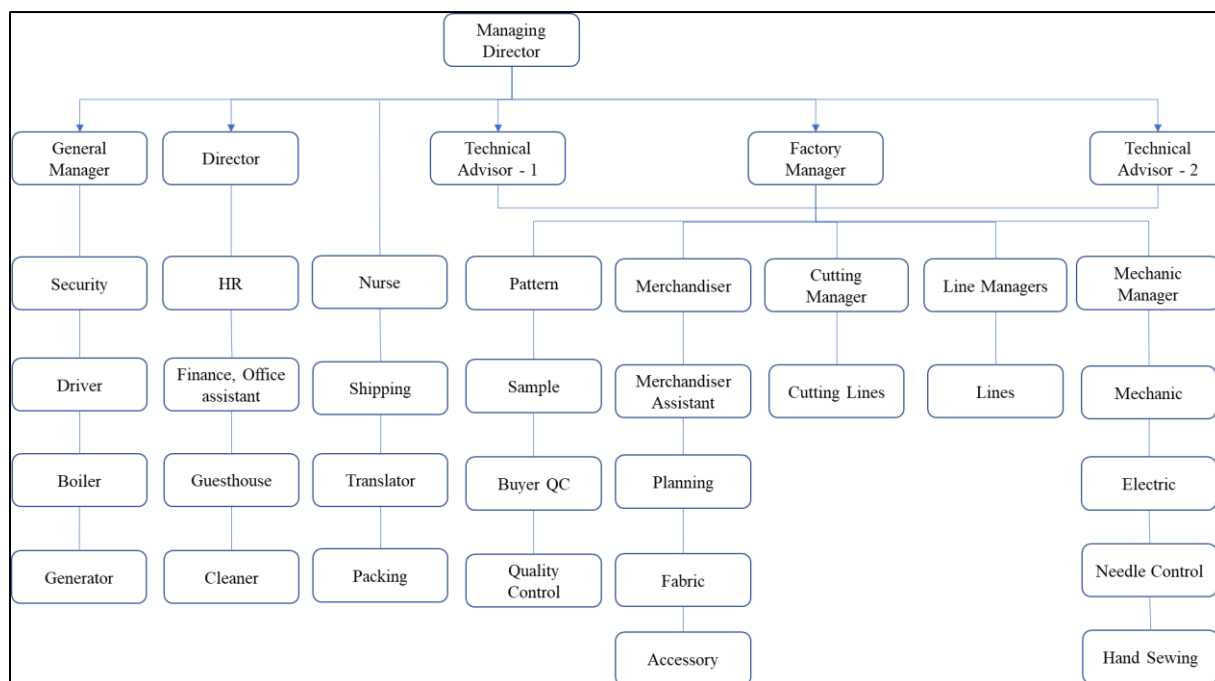 Managing
Director
General
Manager
Director
Technical
Advisor - 1
Factory
Manager
Technical
Advisor - 2
Security
HR
Nurse
Pattern
Merchandiser
Cutting
Manager
Line Managers
Mechanic
Manager
Driver
Finance, Office
assistant
Shipping
Sample
Merchandiser
Assistant
Cutting Lines
Lines
Mechanic
Boiler
Guesthouse
Translator
Buyer QC
Planning
Electric
Generator
Cleaner
Packing
Quality
Control
Fabric
Needle Control
Accessory
Hand Sewing